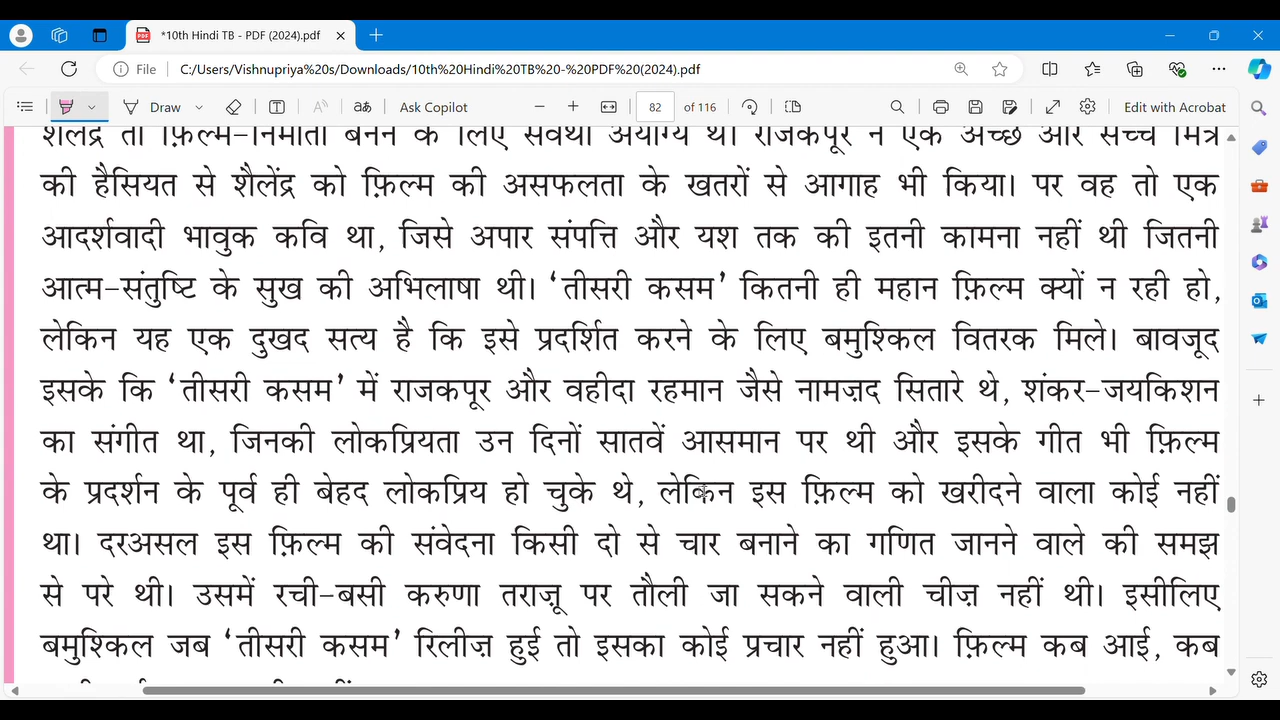 *10th Hindi TB - PDF (2024).pdf
File C:/Users/Vishnupriya%20s/Downloads/10th%20Hindi%20TB%20-%20PDF%20(2024).pdf
Draw aあ Ask Copilot 82 of 116 Edit with Acrobat
शैलेंद्र तो फ़िल्म-निर्माता बनने के लिए सर्वथा अयोग्य थे। राजकपूर ने एक अच्छे और सच्चे मित्र
की हैसियत से शैलेंद्र को फ़िल्म की असफलता के खतरों से आगाह भी किया। पर वह तो एक
आदर्शवादी भावुक कवि था, जिसे अपार संपत्ति और यश तक की इतनी कामना नहीं थी जितनी
आत्म-संतुष्टि के सुख की अभिलाषा थी। ‘तीसरी कसम’ कितनी ही महान फ़िल्म क्यों न रही हो,
लेकिन यह एक दुखद सत्य है कि इसे प्रदर्शित करने के लिए बमुश्किल वितरक मिले। बावजूद
इसके कि ‘तीसरी कसम’ में राजकपूर और वहीदा रहमान जैसे नामज़द सितारे थे, शंकर-जयकिशन
का संगीत था, जिनकी लोकप्रियता उन दिनों सातवें आसमान पर थी और इसके गीत भी फ़िल्म
के प्रदर्शन के पूर्व ही बेहद लोकप्रिय हो चुके थे, लेकिन इस फ़िल्म को खरीदने वाला कोई नहीं
था। दरअसल इस फ़िल्म की संवेदना किसी दो से चार बनाने का गणित जानने वाले की समझ
से परे थी। उसमें रची-बसी करुणा तराज़ू पर तौली जा सकने वाली चीज़ नहीं थी। इसीलिए
बमुश्किल जब ‘तीसरी कसम’ रिलीज़ हुई तो इसका कोई प्रचार नहीं हुआ। फ़िल्म कब आई, कब